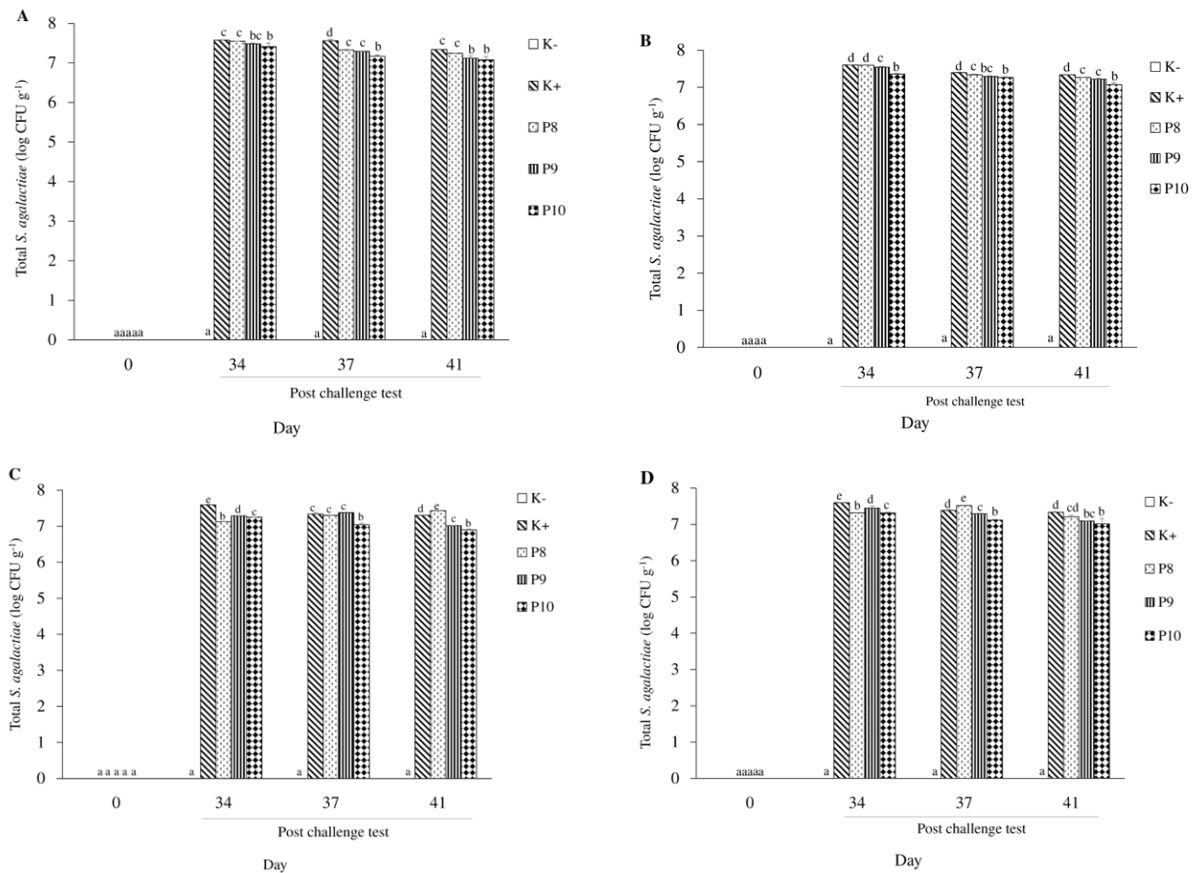 A
Total S. agalactiae (log CFU g⁻¹)
8
7
6
5
4
3
2
1
0
c c bc b
d c c b
c c b b
aaaaa
a
a
a
0 34 37 41
Post challenge test
Day
K-
K+
P8
P9
P10
B
Total S. agalactiae (log CFU g⁻¹)
8
7
6
5
4
3
2
1
0
d d c b
d c bc b
d c c b
aaaa
a
a
a
0 34 37 41
Post challenge test
Day
K-
K+
P8
P9
P10
C
Total S. agalactiae (log CFU g⁻¹)
8
7
6
5
4
3
2
1
0
e b d c
c c c b
d d c b
a a a a a
a
a
a
0 34 37 41
Post challenge test
Day
K-
K+
P8
P9
P10
D
Total S. agalactiae (log CFU g⁻¹)
8
7
6
5
4
3
2
1
0
e b d c
d e c b
d cd bc b
aaaaa
a
a
a
0 34 37 41
Post challenge test
Day
K-
K+
P8
P9
P10